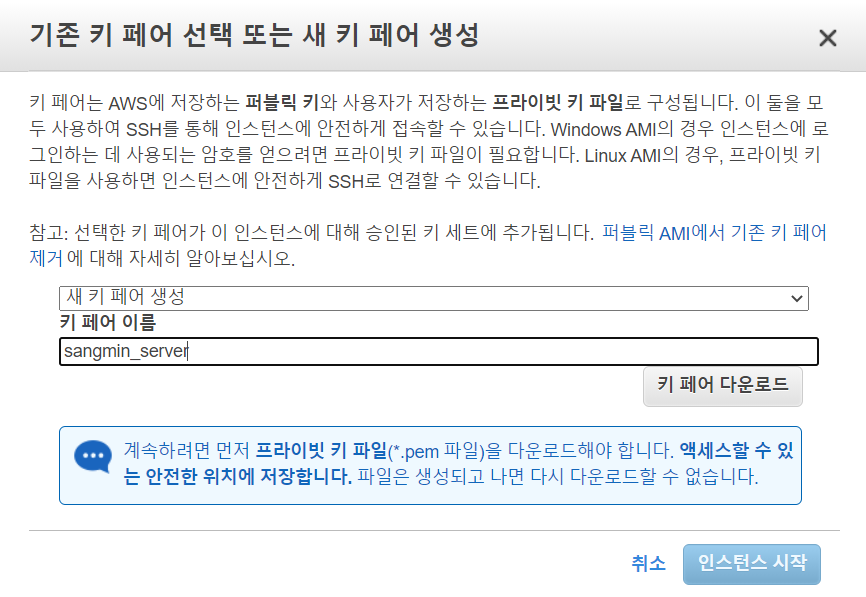 기존 키 페어 선택 또는 새 키 페어 생성
키 페어는 AWS에 저장하는 퍼블릭 키와 사용자가 저장하는 프라이빗 키 파일로 구성됩니다. 이 둘을 모
두 사용하여 SSH를 통해 인스턴스에 안전하게 접속할 수 있습니다. Windows AMI의 경우 인스턴스에 로
그인하는 데 사용되는 암호를 얻으려면 프라이빗 키 파일이 필요합니다. Linux AMI의 경우, 프라이빗 키
파일을 사용하면 인스턴스에 안전하게 SSH로 연결할 수 있습니다.
참고: 선택한 키 페어가 이 인스턴스에 대해 승인된 키 세트에 추가됩니다. 퍼블릭 AMI에서 기존 키 페어
제거 에 대해 자세히 알아보십시오.
새 키 페어 생성
키 페어 이름
sangmin_server
키 페어 다운로드
계속하려면 먼저 프라이빗 키 파일(*.pem 파일)을 다운로드해야 합니다. 액세스할 수 있
는 안전한 위치에 저장합니다. 파일은 생성되고 나면 다시 다운로드할 수 없습니다.
취소
인스턴스 시작